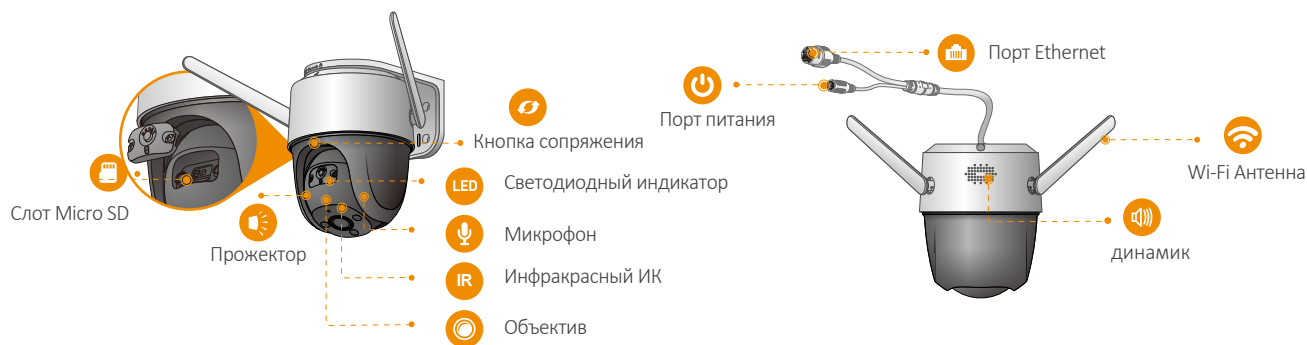 Порт Ethernet
Порт питания
Кнопка сопряжения
Wi-Fi Антенна
LED
Светодиодный индикатор
Слот Micro SD
Микрофон
Прожектор
динамик
IR
Инфракрасный ИК
Объектив